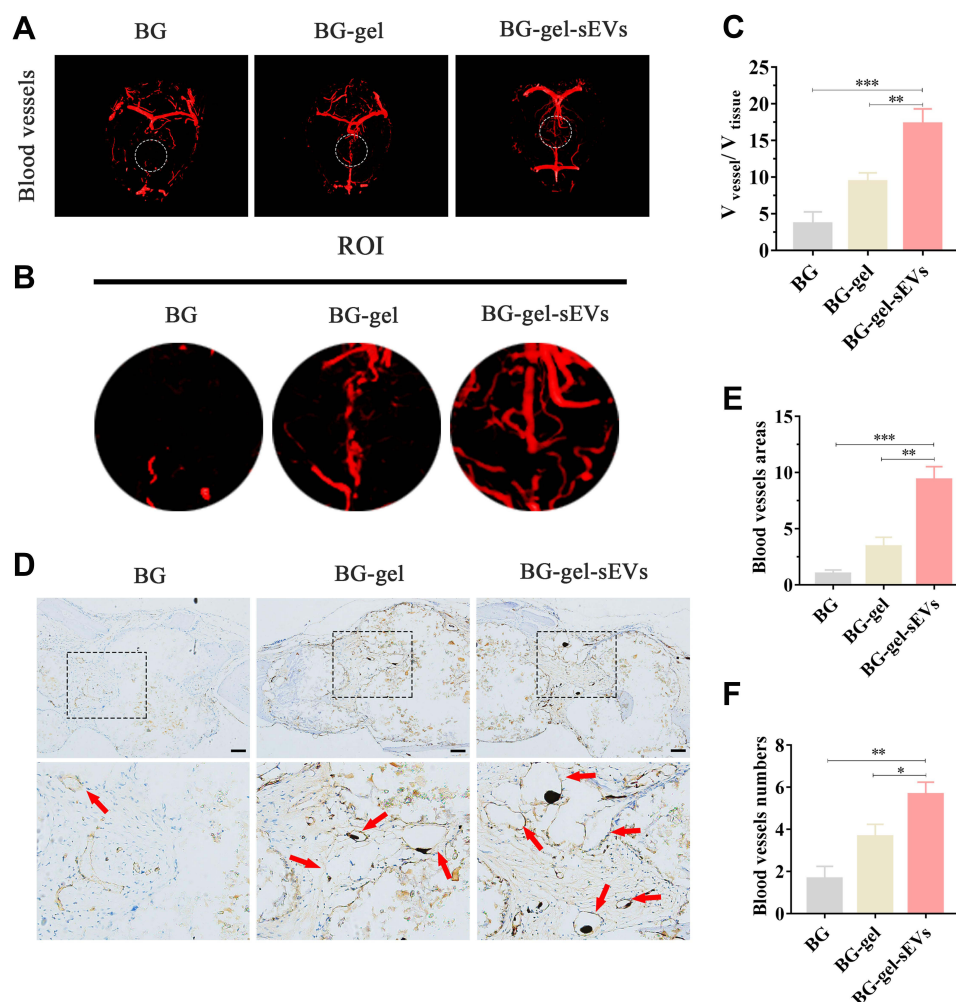 A
BG
BG-gel
BG-gel-sEVs
Blood vessels
ROI
B
BG
BG-gel
BG-gel-sEVs
C
25
20
15
10
5
0
V vessel/ V tissue
***
**
BG
BG-gel
BG-gel-sEVs
D
BG
BG-gel
BG-gel-sEVs
E
15
10
5
0
Blood vessels areas
***
**
BG
BG-gel
BG-gel-sEVs
F
8
6
4
2
0
Blood vessels numbers
**
*
BG
BG-gel
BG-gel-sEVs